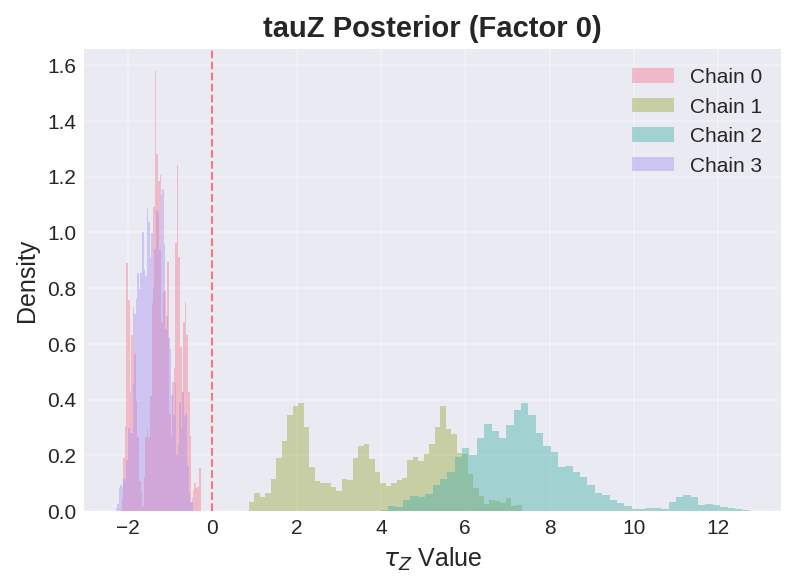 tauZ Posterior (Factor 0)
Chain 0
Chain 1
Chain 2
Chain 3
Density
1.6
1.4
1.2
1.0
0.8
0.6
0.4
0.2
0.0
−2 0 2 4 6 8 10 12
τZ Value